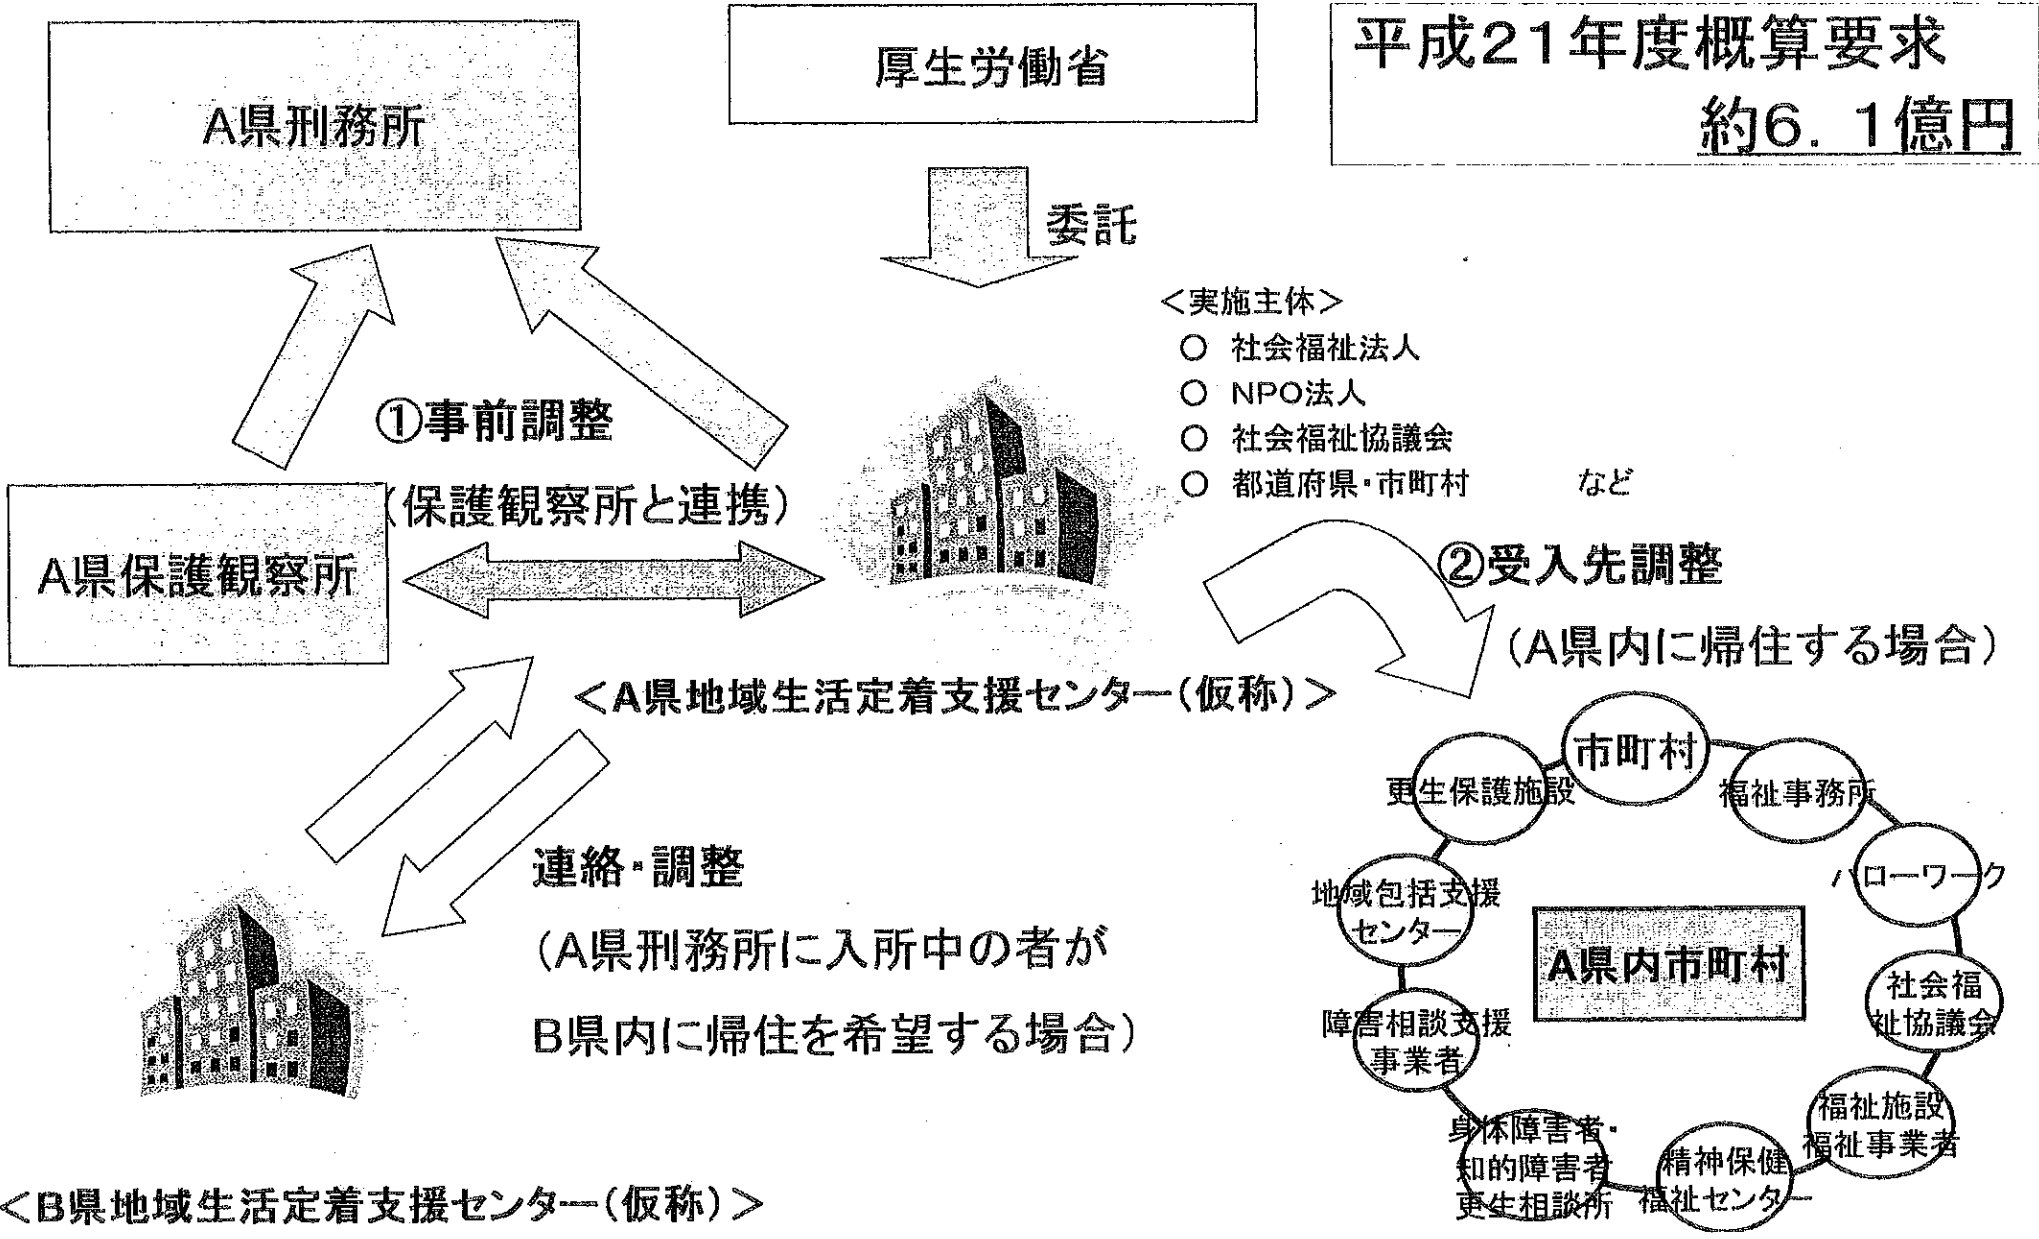 A県刑務所
厚生労働省
平成21年度概算要求
約6.1億円
委託
＜実施主体＞
○ 社会福祉法人
○ NPO法人
○ 社会福祉協議会
○ 都道府県・市町村 など
①事前調整
（保護観察所と連携）
A県保護観察所
②受入先調整
（A県内に帰住する場合）
＜A県地域生活定着支援センター（仮称）＞
連絡・調整
（A県刑務所に入所中の者が
B県内に帰住を希望する場合）
＜B県地域生活定着支援センター（仮称）＞
市町村
更生保護施設
福祉事務所
ハローワーク
地域包括支援
センター
A県内市町村
社会福
祉協議会
障害相談支援
事業者
福祉施設
福祉事業者
身体障害者・
知的障害者
更生相談所
精神保健
福祉センター